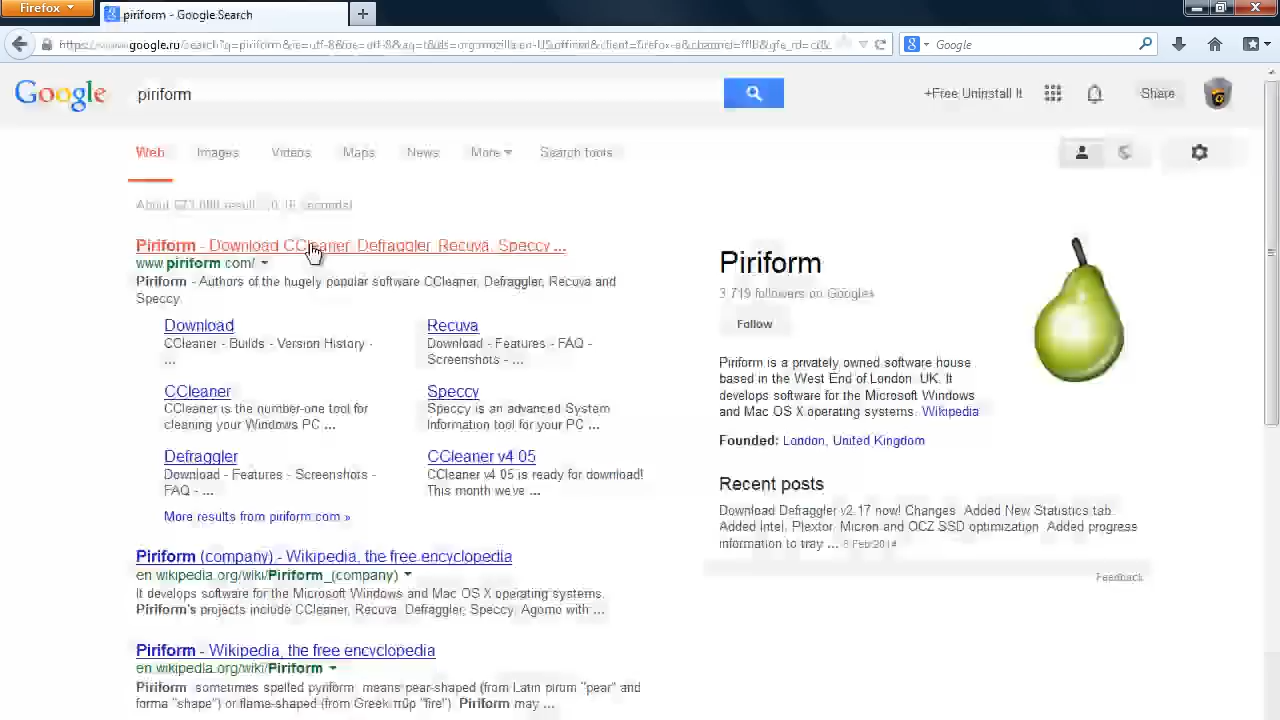 Firefox
piriform - Google Search
Google
Google
piriform
+Free Uninstall It
Share
Web Images Videos Maps News More Search tools
Piriform - Download CCleaner, Defraggler, Recuva, Speccy ...
www.piriform.com/
Piriform - Authors of the hugely popular software CCleaner, Defraggler, Recuva and
Speccy.
Download
CCleaner - Builds - Version History -
...
Recuva
Download - Features - FAQ -
Screenshots - ...
CCleaner
CCleaner is the number-one tool for
cleaning your Windows PC ...
Speccy
Speccy is an advanced System
Information tool for your PC ...
Defraggler
Download - Features - Screenshots -
FAQ - ...
CCleaner v4.05
CCleaner v4.05 is ready for download!
This month we've ...
More results from piriform.com »
Piriform (company) - Wikipedia, the free encyclopedia
en.wikipedia.org/wiki/Piriform_(company)
It develops software for the Microsoft Windows and Mac OS X operating systems.
Piriform's projects include CCleaner, Recuva, Defraggler, Speccy, Agomo with ...
Piriform - Wikipedia, the free encyclopedia
en.wikipedia.org/wiki/Piriform
Piriform, sometimes spelled pyriform, means pear-shaped (from Latin pirum "pear" and
forma "shape") or flame-shaped (from Greek "fire"). Piriform may ...
Piriform
3 719 followers on Google+
Follow
Piriform is a privately owned software house
based in the West End of London, UK. It
develops software for the Microsoft Windows
and Mac OS X operating systems. Wikipedia
Founded: London, United Kingdom
Recent posts
Download Defraggler v2.17 now! Changes: Added New Statistics tab.
Added Intel, Plextor, Micron and OCZ SSD optimization. Added progress
information to tray ... 6 Feb 2014
Feedback